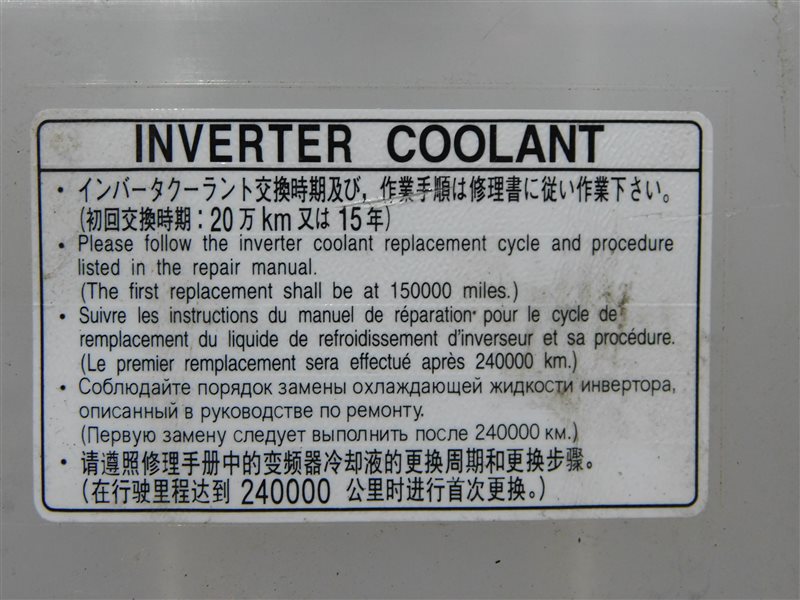 INVERTER COOLANT
・インバータクーラント交換時期及び，作業手順は修理書に従い作業下さい。
(初回交換時期：20万km又は15年)
・Please follow the inverter coolant replacement cycle and procedure
listed in the repair manual.
(The first replacement shall be at 150000 miles.)
・Suivre les instructions du manuel de réparation pour le cycle de
remplacement du liquide de refroidissement d'inverseur et sa procédure.
(Le premier remplacement sera effectué après 240000 km.)
・Соблюдайте порядок замены охлаждающей жидкости инвертора,
описанный в руководстве по ремонту.
(Первую замену следует выполнить после 240000 км.)
・请遵照修理手册中的变频器冷却液的更换周期和更换步骤。
(在行驶里程达到 240000 公里时进行首次更换。)